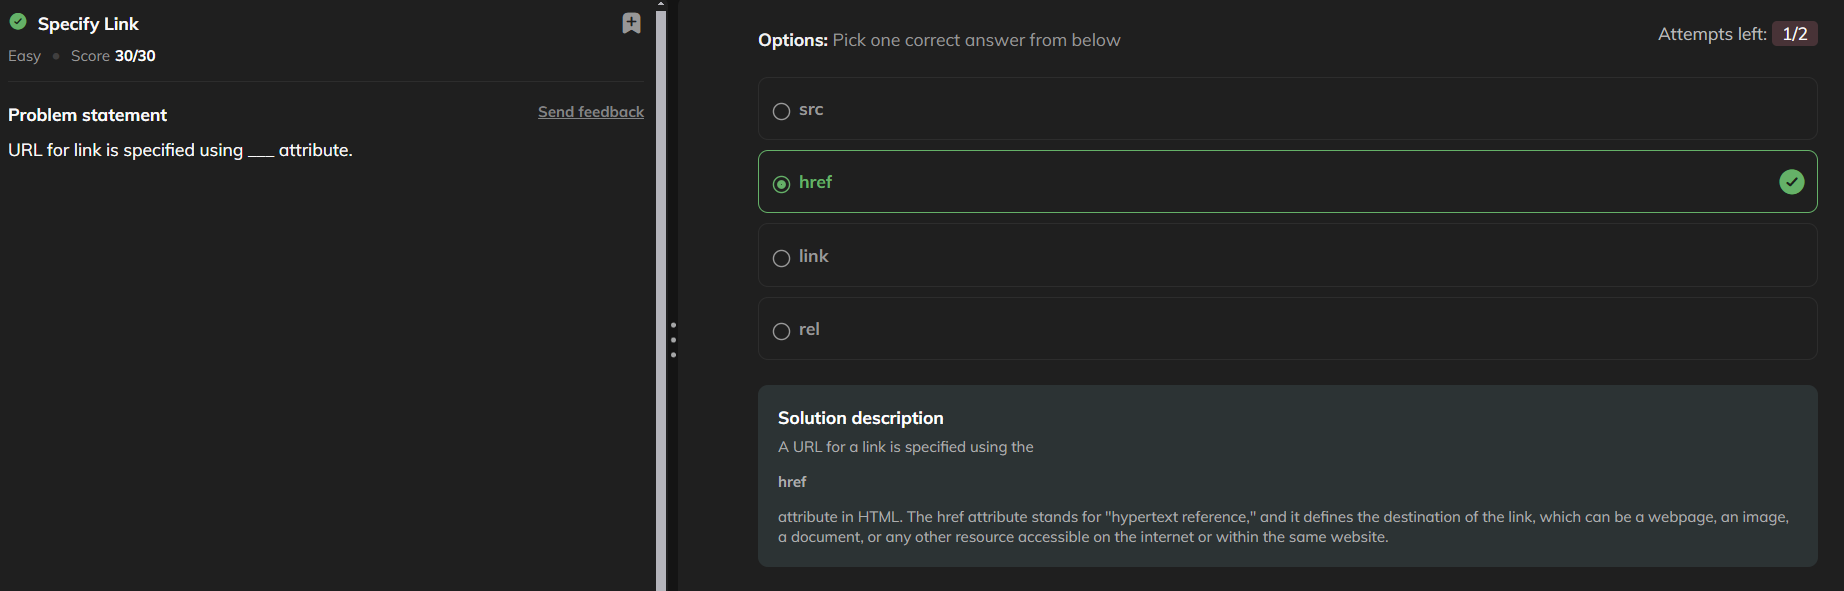 Specify Link
Easy • Score 30/30
Problem statement
Send feedback
URL for link is specified using ___ attribute.
Options: Pick one correct answer from below
Attempts left: 1/2
src
href
link
rel
Solution description
A URL for a link is specified using the
href
attribute in HTML. The href attribute stands for "hypertext reference," and it defines the destination of the link, which can be a webpage, an image,
a document, or any other resource accessible on the internet or within the same website.